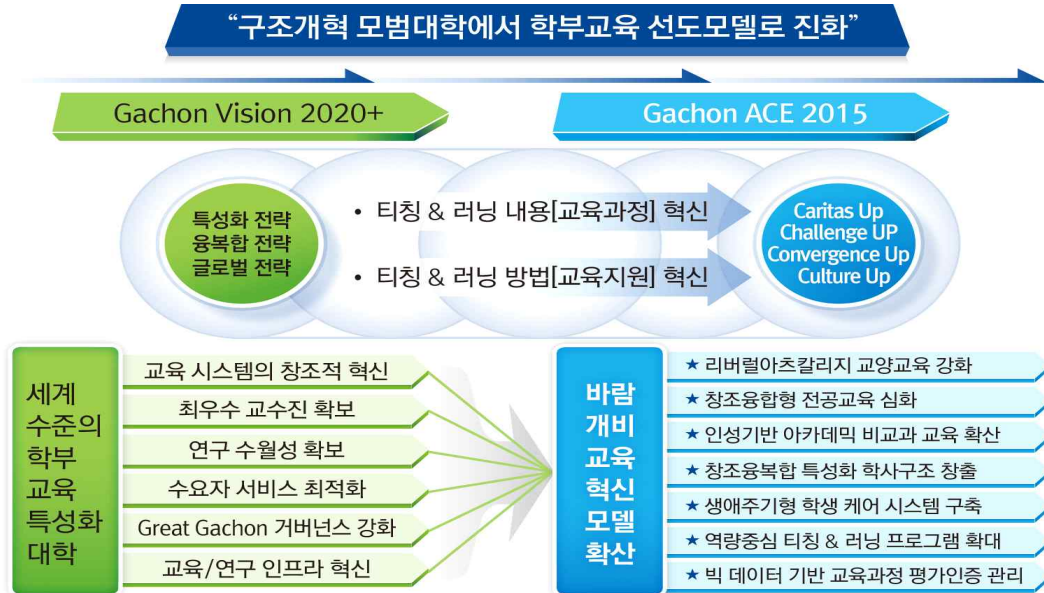 “구조개혁 모범대학에서 학부교육 선도모델로 진화”
Gachon Vision 2020+
Gachon ACE 2015
특성화 전략
융복합 전략
글로벌 전략
• 티칭 & 러닝 내용[교육과정] 혁신
• 티칭 & 러닝 방법[교육지원] 혁신
Caritas Up
Challenge UP
Convergence Up
Culture Up
세계
수준의
학부
교육
특성화
대학
교육 시스템의 창조적 혁신
최우수 교수진 확보
연구 수월성 확보
수요자 서비스 최적화
Great Gachon 거버넌스 강화
교육/연구 인프라 혁신
바람
개비
교육
혁신
모델
확산
★ 리버럴아츠칼리지 교양교육 강화
★ 창조융합형 전공교육 심화
★ 인성기반 아카데믹 비교과 교육 확산
★ 창조융복합 특성화 학사구조 창출
★ 생애주기형 학생 케어 시스템 구축
★ 역량중심 티칭 & 러닝 프로그램 확대
★ 빅 데이터 기반 교육과정 평가인증 관리